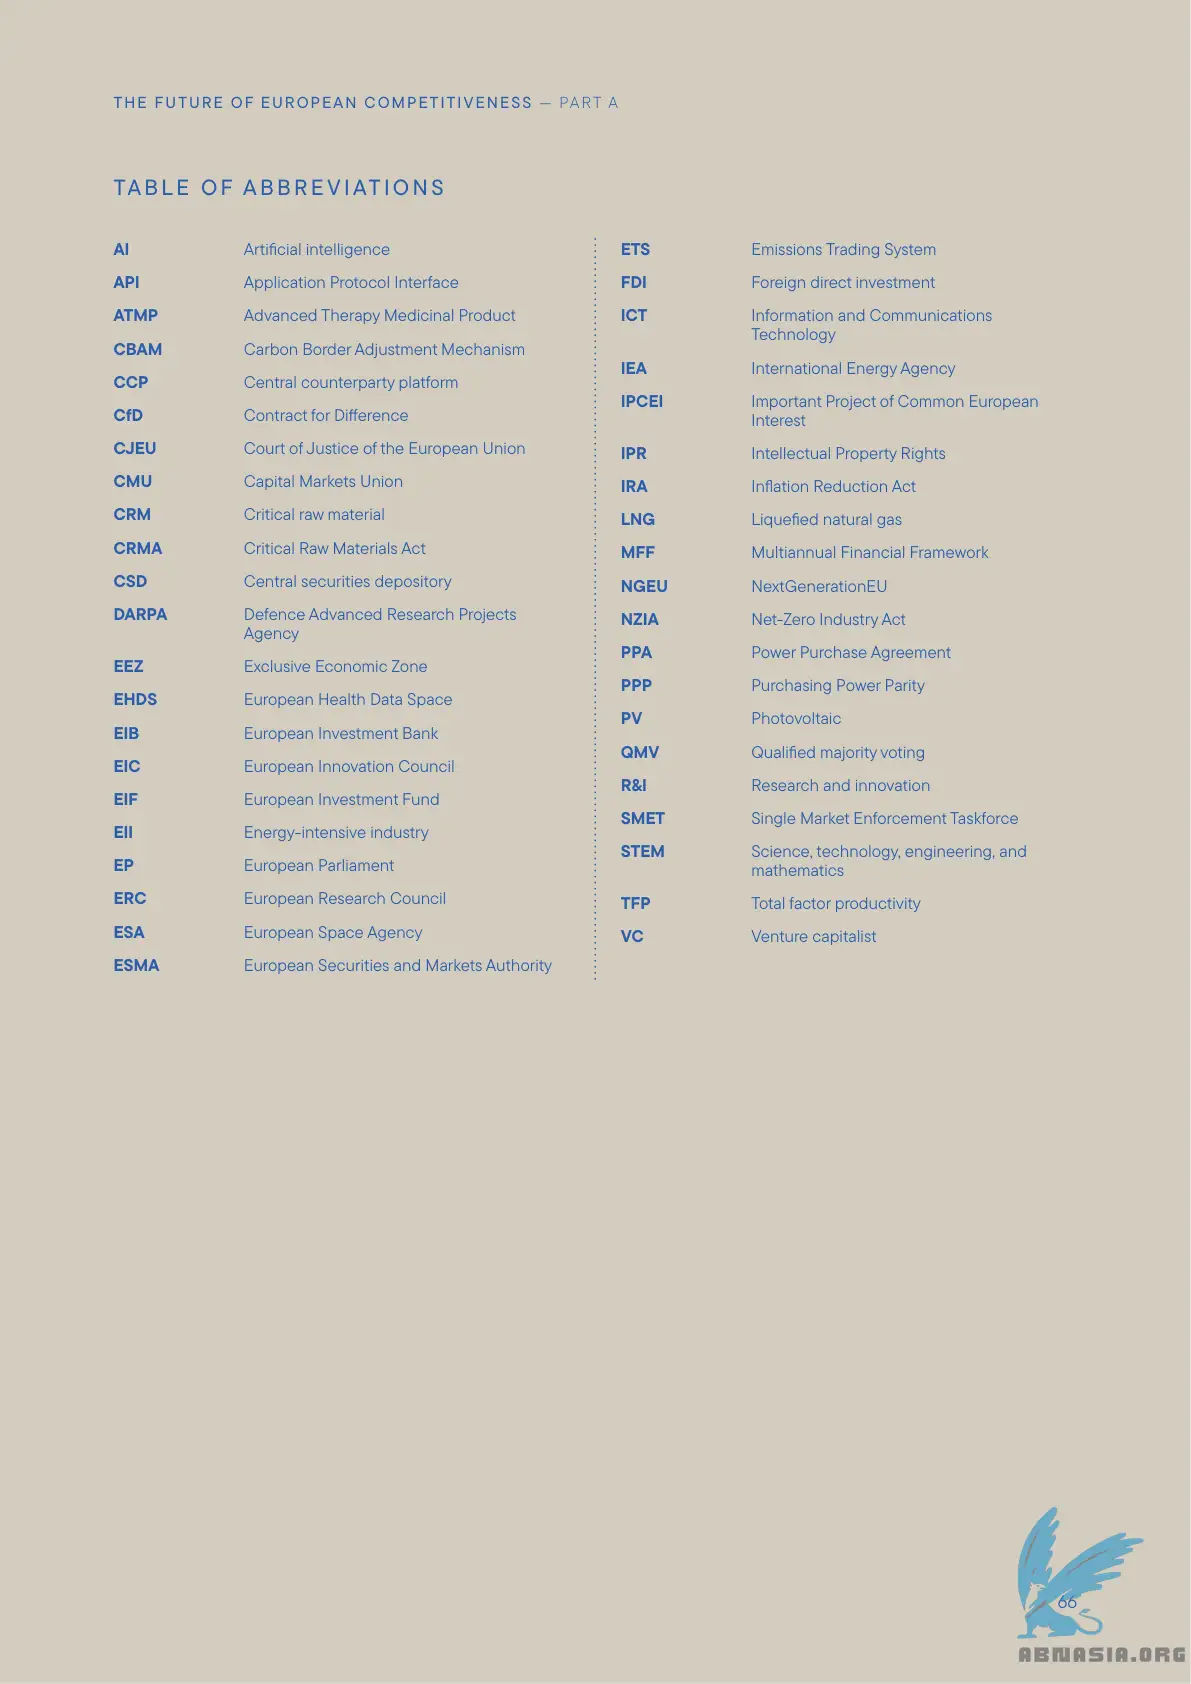 THE FUTURE OF EUROPEAN COMPETITIVENESS — PART A
TABLE OF ABBREVIATIONS
AI Artificial intelligence
API Application Protocol Interface
ATMP Advanced Therapy Medicinal Product
CBAM Carbon Border Adjustment Mechanism
CCP Central counterparty platform
CfD Contract for Difference
CJEU Court of Justice of the European Union
CMU Capital Markets Union
CRM Critical raw material
CRMA Critical Raw Materials Act
CSD Central securities depository
DARPA Defence Advanced Research Projects
Agency
EEZ Exclusive Economic Zone
EHDS European Health Data Space
EIB European Investment Bank
EIC European Innovation Council
EIF European Investment Fund
EII Energy-intensive industry
EP European Parliament
ERC European Research Council
ESA European Space Agency
ESMA European Securities and Markets Authority
ETS Emissions Trading System
FDI Foreign direct investment
ICT Information and Communications
Technology
IEA International Energy Agency
IPCEI Important Project of Common European
Interest
IPR Intellectual Property Rights
IRA Inflation Reduction Act
LNG Liquefied natural gas
MFF Multiannual Financial Framework
NGEU NextGenerationEU
NZIA Net-Zero Industry Act
PPA Power Purchase Agreement
PPP Purchasing Power Parity
PV Photovoltaic
QMV Qualified majority voting
R&I Research and innovation
SMET Single Market Enforcement Taskforce
STEM Science, technology, engineering, and
mathematics
TFP Total factor productivity
VC Venture capitalist
66
ABNASIA.ORG